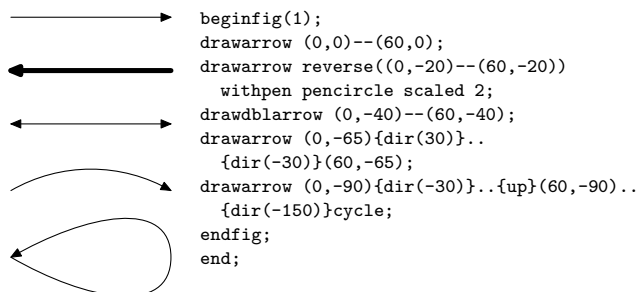 beginfig(1);
drawarrow (0,0)--(60,0);
drawarrow reverse((0,-20)--(60,-20))
withpen pencircle scaled 2;
drawdblarrow (0,-40)--(60,-40);
drawarrow (0,-65){dir(30)}..
{dir(-30)}(60,-65);
drawarrow (0,-90){dir(-30)}..{up}(60,-90)..
{dir(-150)}cycle;
endfig;
end;